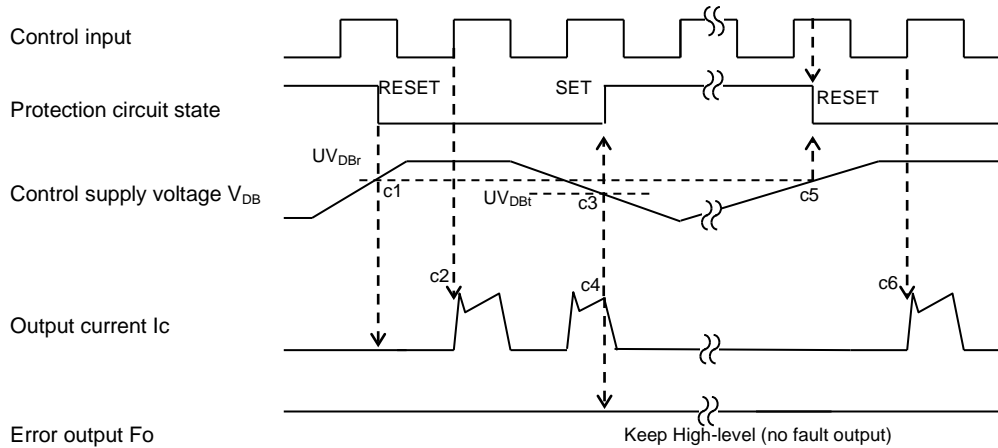 Control input
RESET
SET
RESET
Protection circuit state
UVDBr
c1
Control supply voltage VDB
UVDBt
c3
c5
c2
c4
c6
Output current Ic
Error output Fo
Keep High-level (no fault output)